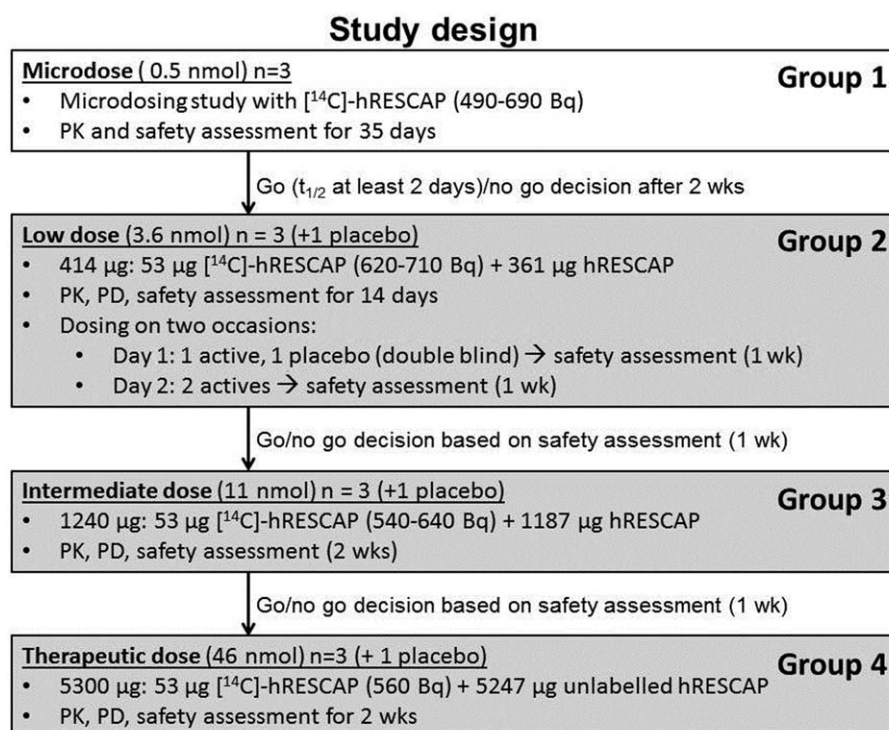 Study design
Microdose ( 0.5 nmol) n=3
Group 1
• Microdosing study with [¹⁴C]-hRESCAP (490-690 Bq)
• PK and safety assessment for 35 days
Go (t₁/₂ at least 2 days)/no go decision after 2 wks
Low dose (3.6 nmol) n = 3 (+1 placebo)
Group 2
• 414 µg: 53 µg [¹⁴C]-hRESCAP (620-710 Bq) + 361 µg hRESCAP
• PK, PD, safety assessment for 14 days
• Dosing on two occasions:
• Day 1: 1 active, 1 placebo (double blind) → safety assessment (1 wk)
• Day 2: 2 actives → safety assessment (1 wk)
Go/no go decision based on safety assessment (1 wk)
Intermediate dose (11 nmol) n = 3 (+1 placebo)
Group 3
• 1240 µg: 53 µg [¹⁴C]-hRESCAP (540-640 Bq) + 1187 µg hRESCAP
• PK, PD, safety assessment (2 wks)
Go/no go decision based on safety assessment (1 wk)
Therapeutic dose (46 nmol) n=3 (+ 1 placebo)
Group 4
• 5300 µg: 53 µg [¹⁴C]-hRESCAP (560 Bq) + 5247 µg unlabelled hRESCAP
• PK, PD, safety assessment for 2 wks